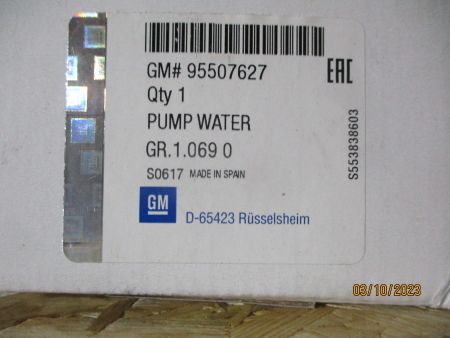 GM# 95507627
EAC
Qty 1
PUMP WATER
GR.1.069 0
S0617 MADE IN SPAIN
S553838603
GM
D-65423 Rüsselsheim
03/10/2023